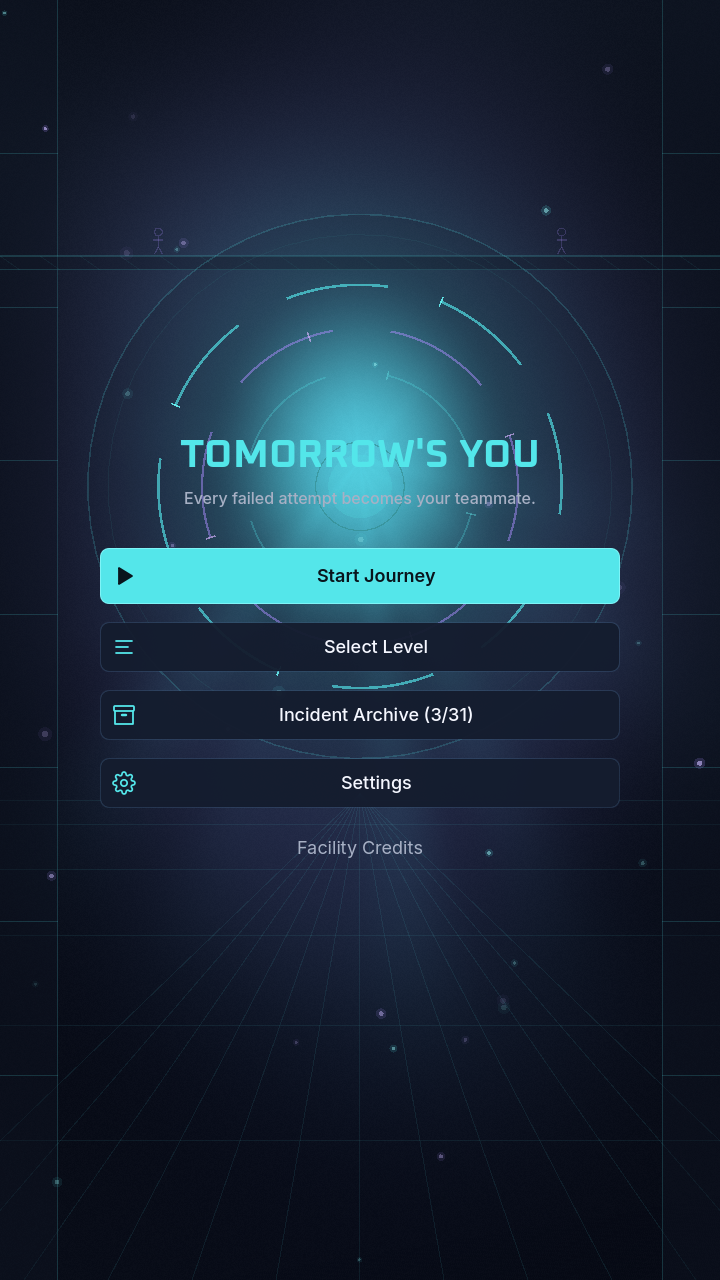 TOMORROW'S YOU
Every failed attempt becomes your teammate.
Start Journey
Select Level
Incident Archive (3/31)
Settings
Facility Credits